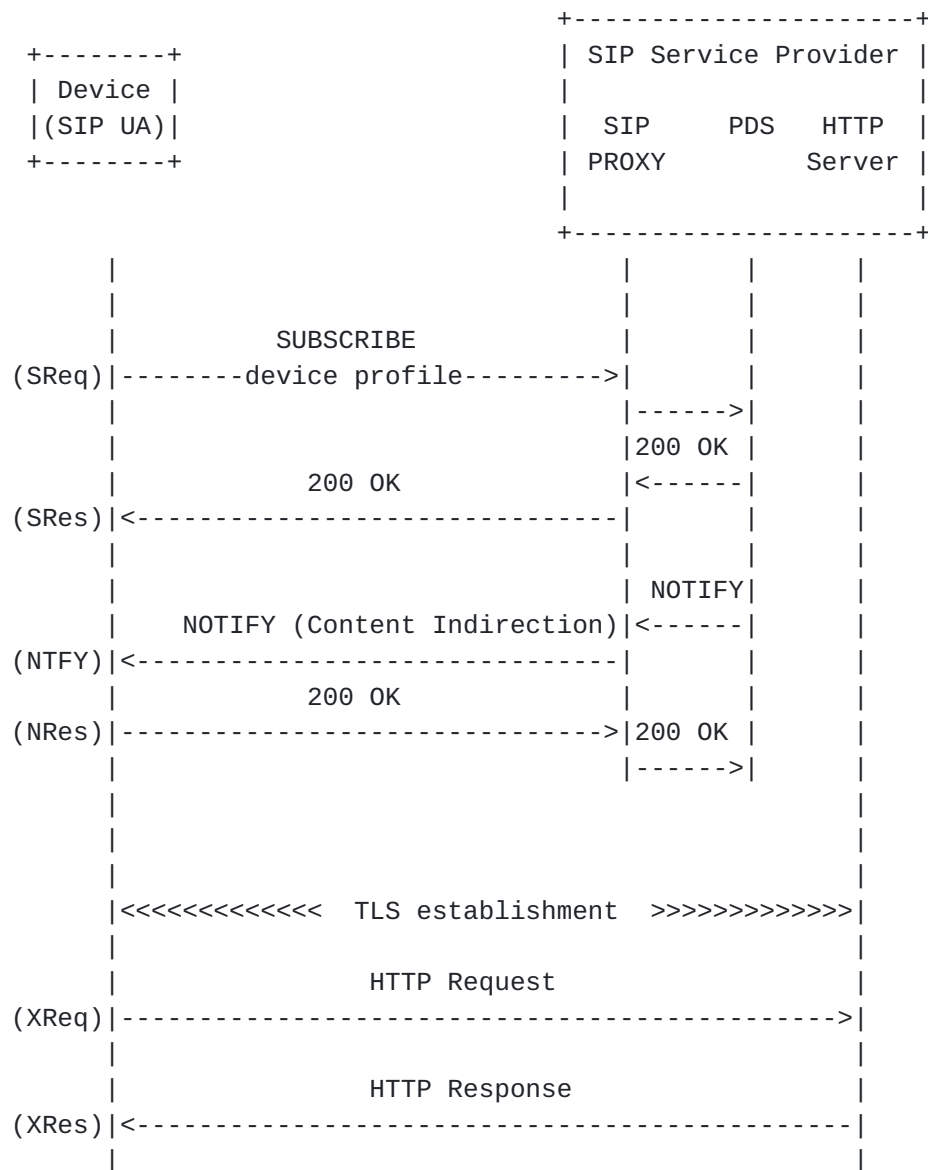 +----------------------+
 +--------+                        | SIP Service Provider |
 | Device |                        |                      |
 |(SIP UA)|                        |  SIP     PDS   HTTP  |
 +--------+                        | PROXY         Server |
                                   |                      |
                                   +----------------------+
      |                                |       |      |
      |                                |       |      |
      |          SUBSCRIBE             |       |      |
(SReq)|--------device profile--------->|       |      |
      |                                |------>|      |
      |                                |200 OK |      |
      |            200 OK              |<------|      |
(SRes)|<-------------------------------|       |      |
      |                                |       |      |
      |                                | NOTIFY|      |
      |    NOTIFY (Content Indirection)|<------|      |
(NTFY)|<-------------------------------|       |      |
      |            200 OK              |       |      |
(NRes)|------------------------------->|200 OK |      |
      |                                |------>|      |
      |                                               |
      |                                               |
      |                                               |
      |<<<<<<<<<<<<<  TLS establishment  >>>>>>>>>>>>>|
      |                                               |
      |                HTTP Request                   |
(XReq)|---------------------------------------------->|
      |                                               |
      |                HTTP Response                  |
(XRes)|<----------------------------------------------|
      |                                               |